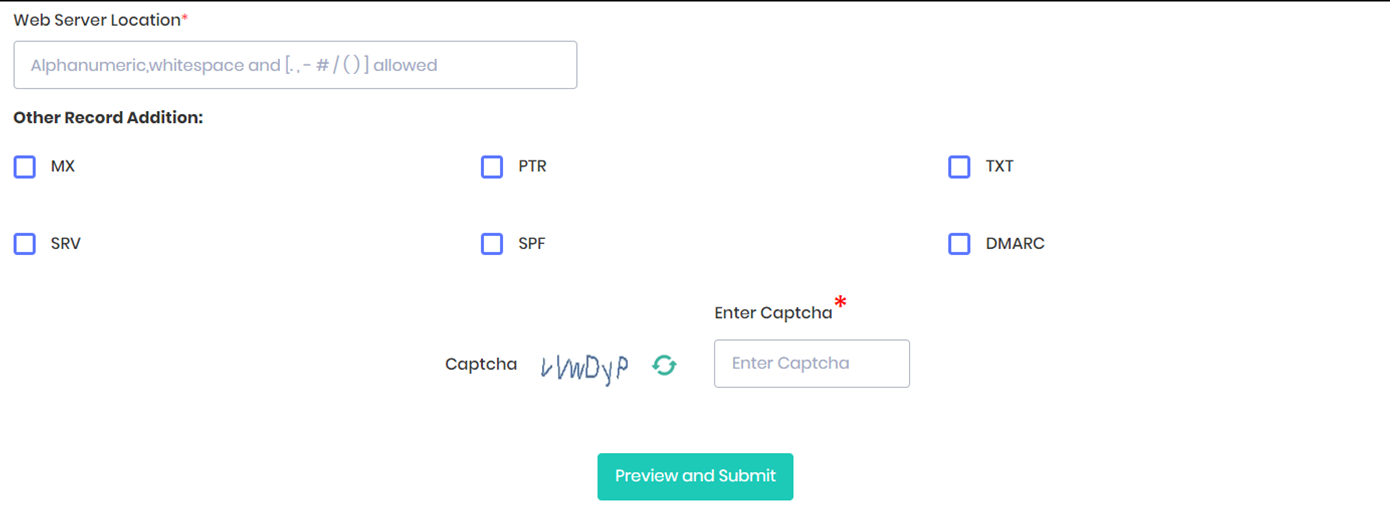 Web Server Location*
Alphanumeric,whitespace and [. , - # / ( ) ] allowed
Other Record Addition:
MX PTR TXT
SRV SPF DMARC
Enter Captcha*
Captcha Enter Captcha
Preview and Submit